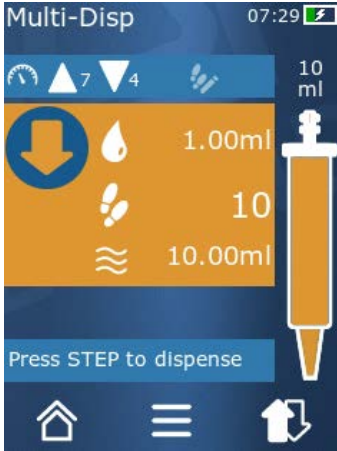 Multi-Disp 07:29
7 4
10
ml
1.00ml
10
10.00ml
Press STEP to dispense